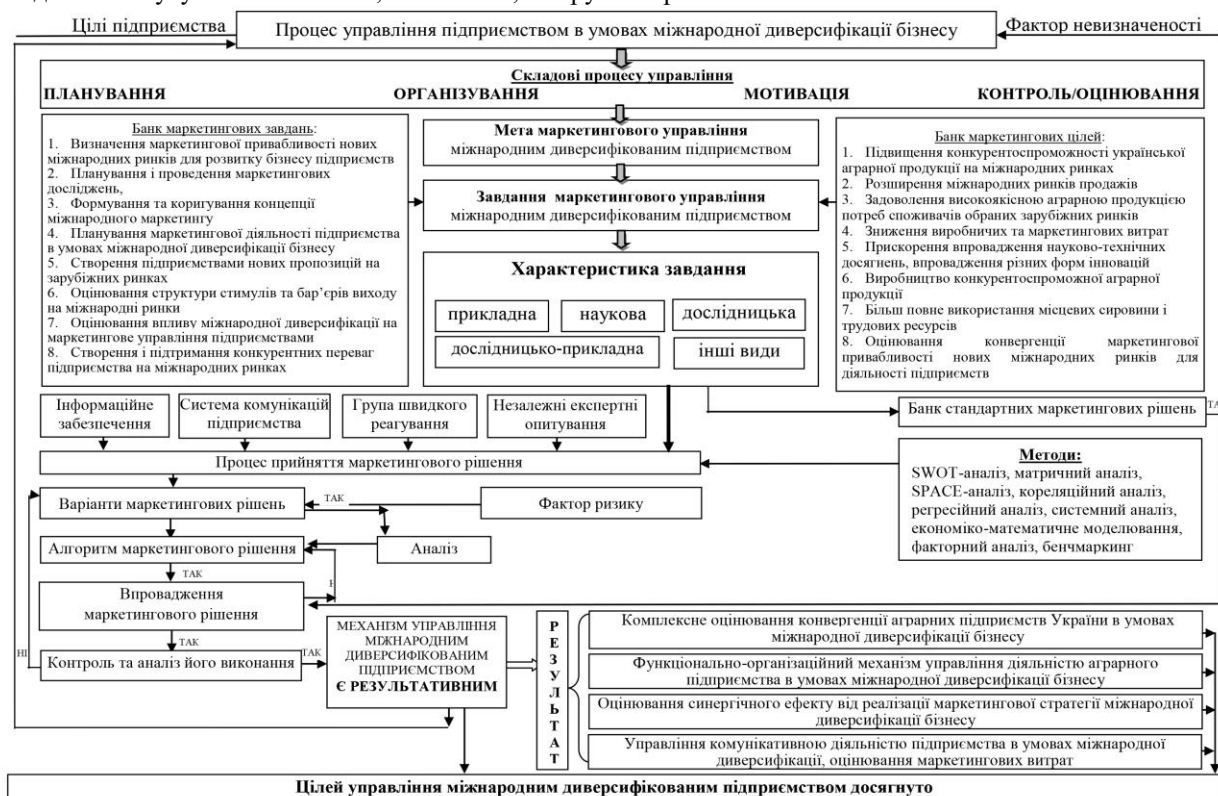 Цілі підприємства
Процес управління підприємством в умовах міжнародної диверсифікації бізнесу
Фактор невизначеності
Складові процесу управління
ПЛАНУВАННЯ
ОРГАНІЗУВАННЯ
МОТИВАЦІЯ
КОНТРОЛЬ/ОЦІНЮВАННЯ
Банк маркетингових завдань:
1. Визначення маркетингової привабливості нових
міжнародних ринків для розвитку бізнесу підприємств
2. Планування і проведення маркетингових
досліджень,
3. Формування та коригування концепції
міжнародного маркетингу
4. Планування маркетингової діяльності підприємства
в умовах міжнародної диверсифікації бізнесу
5. Створення підприємствами нових пропозицій на
зарубіжних ринках
6. Оцінювання структури стимулів та бар’єрів виходу
на міжнародні ринки
7. Оцінювання впливу міжнародної диверсифікації на
маркетингове управління підприємствами
8. Створення і підтримання конкурентних переваг
підприємства на міжнародних ринках
Мета маркетингового управління
міжнародним диверсифікованим підприємством
Завдання маркетингового управління
міжнародним диверсифікованим підприємством
Характеристика завдання
прикладна
наукова
дослідницька
дослідницько-прикладна
інші види
Банк маркетингових цілей:
1. Підвищення конкурентоспроможності української
аграрної продукції на міжнародних ринках
2. Розширення міжнародних ринків продажів
3. Задоволення високоякісною аграрною продукцією
потреб споживачів обраних зарубіжних ринків
4. Зниження виробничих та маркетингових витрат
5. Прискорення впровадження науково-технічних
досягнень, впровадження різних форм інновацій
6. Виробництво конкурентоспроможної аграрної
продукції
7. Більш повне використання місцевих сировини і
трудових ресурсів
8. Оцінювання конвергенції маркетингової
привабливості нових міжнародних ринків для
діяльності підприємств
Інформаційне
забезпечення
Система комунікацій
підприємства
Група швидкого
реагування
Незалежні експертні
опитування
Банк стандартних маркетингових рішень
Процес прийняття маркетингового рішення
Методи:
SWOT-аналіз, матричний аналіз,
SPACE-аналіз, кореляційний аналіз,
регресійний аналіз, системний аналіз,
економіко-математичне моделювання,
факторний аналіз, бенчмаркинг
Варіанти маркетингових рішень
ТАК
Фактор ризику
Алгоритм маркетингового рішення
Аналіз
ТАК
Впровадження
маркетингового рішення
ТАК
НІ
Контроль та аналіз його виконання
ТАК
МЕХАНІЗМ УПРАВЛІННЯ
МІЖНАРОДНИМ
ДИВЕРСИФІКОВАНИМ
ПІДПРИЄМСТВОМ
Є РЕЗУЛЬТАТИВНИМ
РЕЗУЛЬТАТ
Комплексне оцінювання конвергенції аграрних підприємств України в умовах
міжнародної диверсифікації бізнесу
Функціонально-організаційний механізм управління діяльністю аграрного
підприємства в умовах міжнародної диверсифікації бізнесу
Оцінювання синергічного ефекту від реалізації маркетингової стратегії міжнародної
диверсифікації бізнесу
Управління комунікативною діяльністю підприємства в умовах міжнародної
диверсифікації, оцінювання маркетингових витрат
Цілей управління міжнародним диверсифікованим підприємством досягнуто